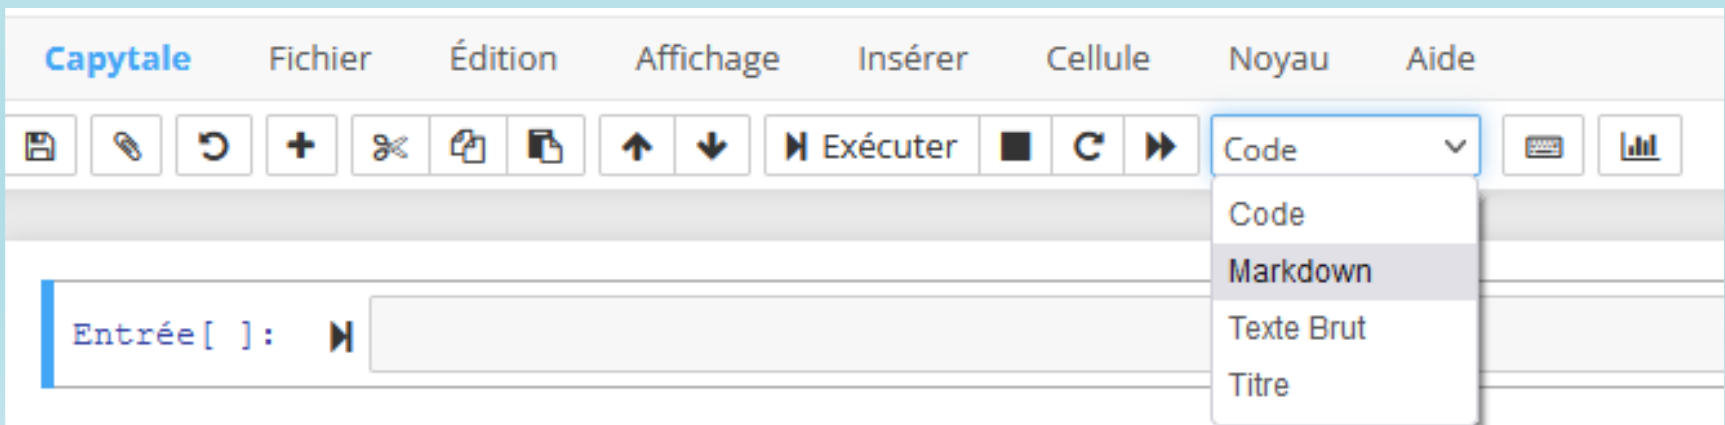 Capytale Fichier Édition Affichage Insérer Cellule Noyau Aide
Exécuter Code
Code
Markdown
Entrée[ ]:
Texte Brut
Titre